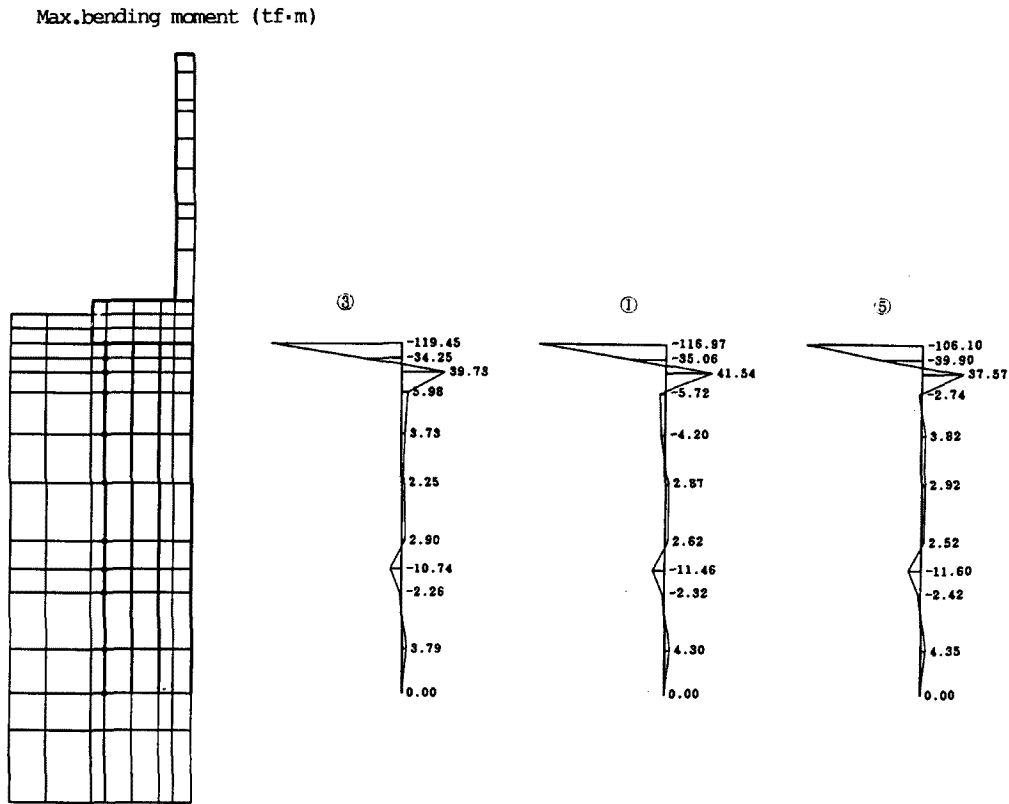 Max.bending moment (tf·m)
③ ① ⑤
-119.45 -116.97 -106.10
-34.25 -35.06 -39.90
39.73 41.54 37.57
5.98 -5.72 -2.74
3.73 -4.20 3.82
2.25 2.87 2.92
2.90 2.62 2.52
-10.74 -11.46 -11.60
-2.26 -2.32 -2.42
3.79 4.30 4.35
0.00 0.00 0.00